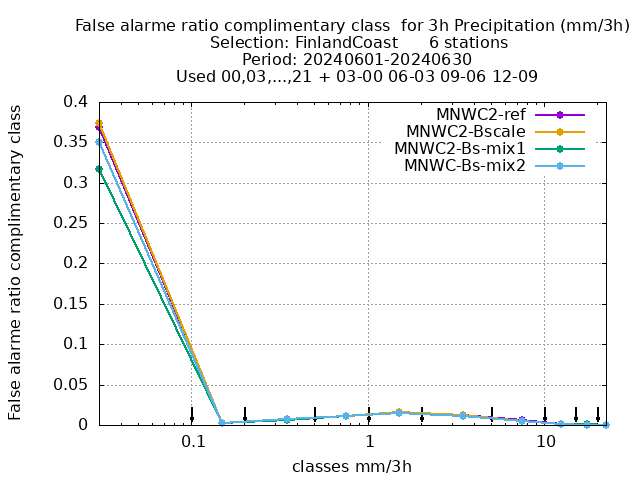 False alarme ratio complimentary class  for 3h Precipitation (mm/3h)
Selection: FinlandCoast      6 stations
Period: 20240601-20240630
Used 00,03,...,21 + 03-00 06-03 09-06 12-09
False alarme ratio complimentary class
0.4
0.35
0.3
0.25
0.2
0.15
0.1
0.05
0
MNWC2-ref
MNWC2-Bscale
MNWC2-Bs-mix1
MNWC-Bs-mix2
0.1
1
10
classes mm/3h